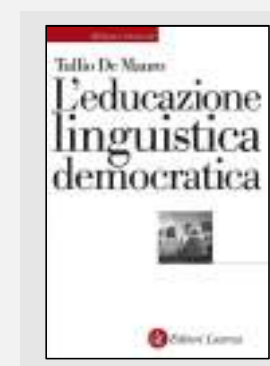 Tullio De Mauro
L'educazione
linguistica
democratica
Editori Laterza